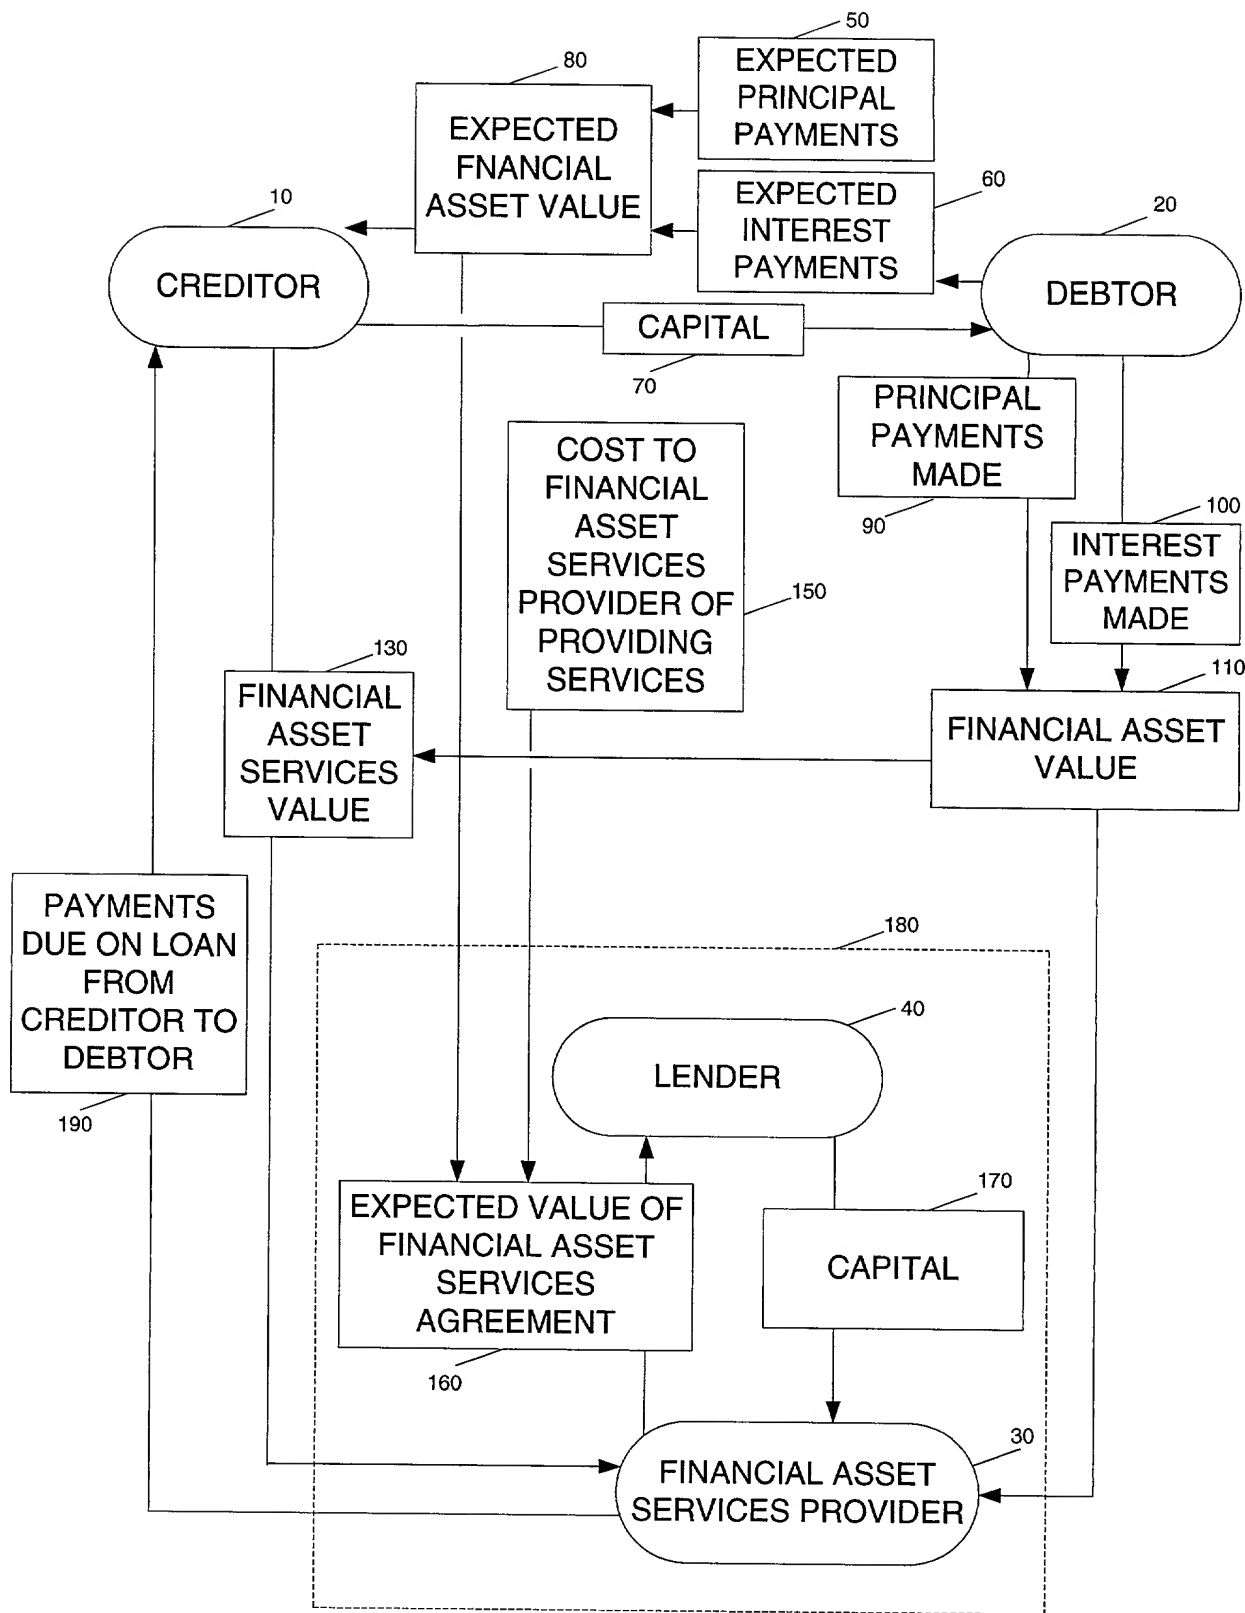 50
EXPECTED
PRINCIPAL
PAYMENTS
80
EXPECTED
FNANCIAL
ASSET VALUE
60
EXPECTED
INTEREST
PAYMENTS
10
CREDITOR
20
DEBTOR
CAPITAL
70
PRINCIPAL
PAYMENTS
MADE
90
COST TO
FINANCIAL
ASSET
SERVICES
PROVIDER OF
PROVIDING
SERVICES
150
100
INTEREST
PAYMENTS
MADE
130
FINANCIAL
ASSET
SERVICES
VALUE
110
FINANCIAL ASSET
VALUE
PAYMENTS
DUE ON LOAN
FROM
CREDITOR TO
DEBTOR
190
180
40
LENDER
EXPECTED VALUE OF
FINANCIAL ASSET
SERVICES
AGREEMENT
160
170
CAPITAL
30
FINANCIAL ASSET
SERVICES PROVIDER